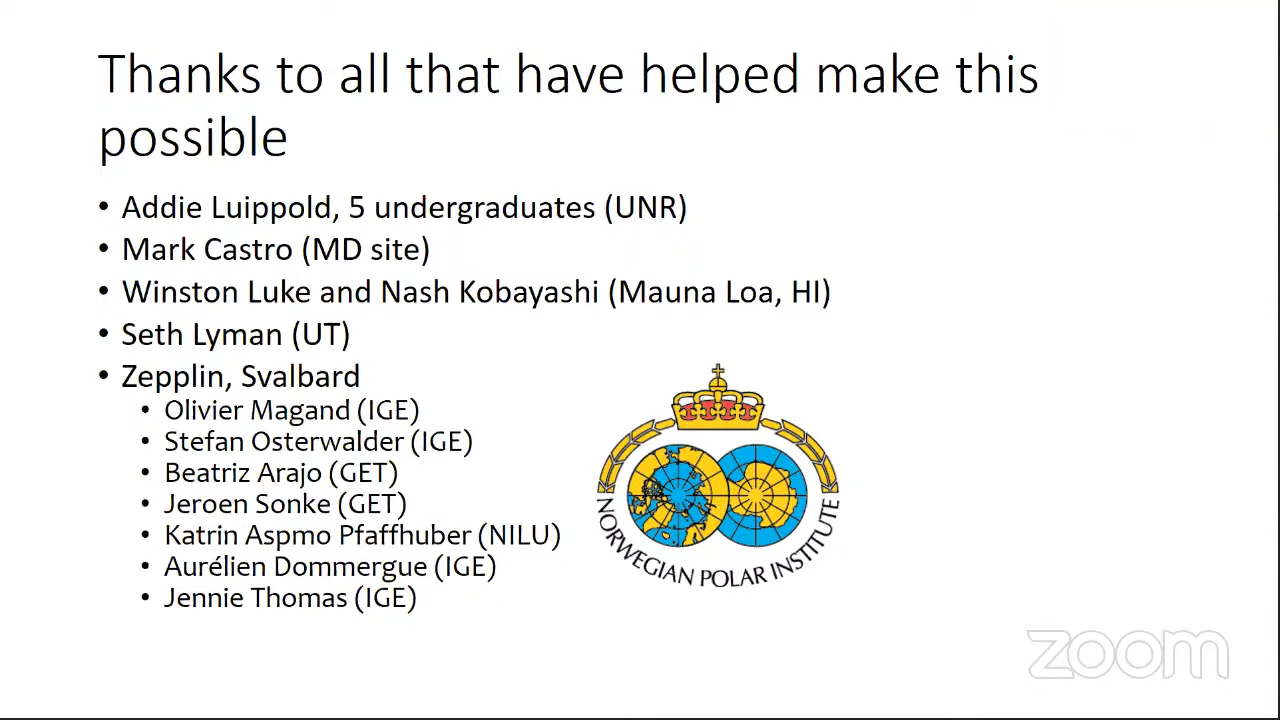 Thanks to all that have helped make this
possible
• Addie Luippold, 5 undergraduates (UNR)
• Mark Castro (MD site)
• Winston Luke and Nash Kobayashi (Mauna Loa, HI)
• Seth Lyman (UT)
• Zepplin, Svalbard
• Olivier Magand (IGE)
• Stefan Osterwalder (IGE)
• Beatriz Arajo (GET)
• Jeroen Sonke (GET)
• Katrin Aspmo Pfaffhuber (NILU)
• Aurélien Dommergue (IGE)
• Jennie Thomas (IGE)
NORWEGIAN POLAR INSTITUTE
zoom